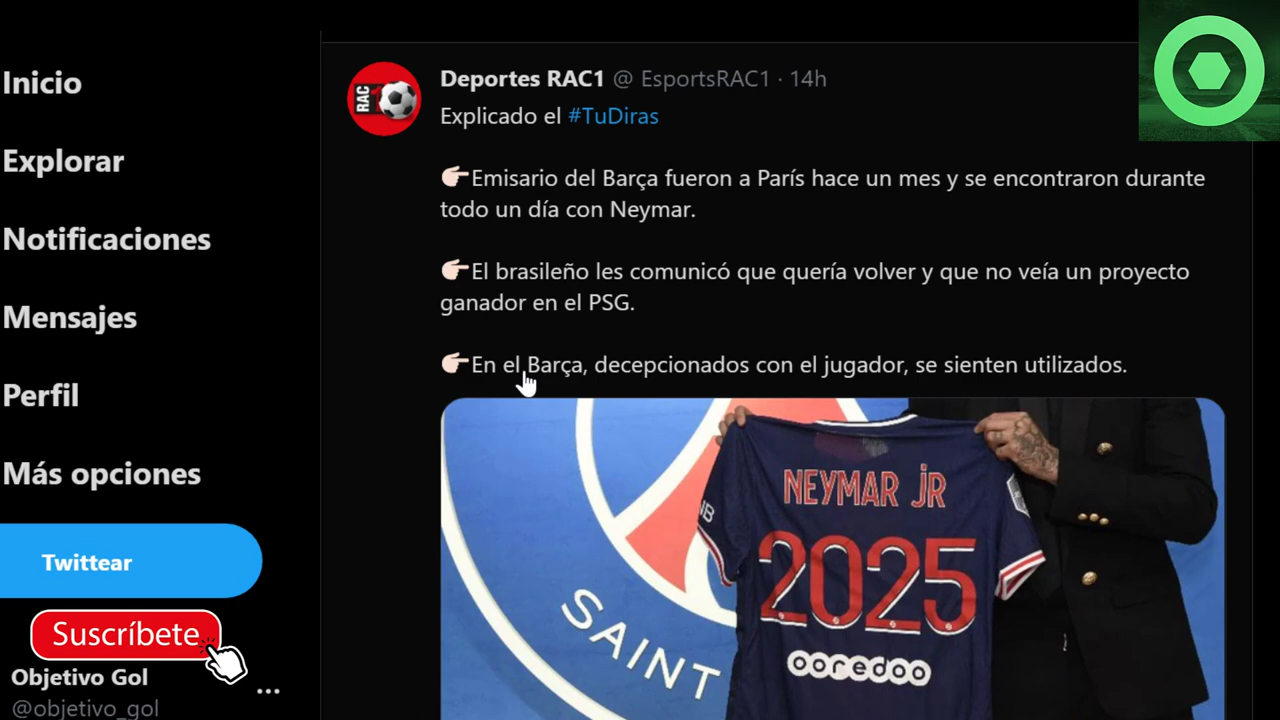 Inicio
Explorar
Notificaciones
Mensajes
Perfil
Más opciones
Twittear
Suscríbete
Objetivo Gol
@objetivo_gol
Deportes RAC1 @ EsportsRAC1 · 14h
Explicado el #TuDiras
Emisario del Barça fueron a París hace un mes y se encontraron durante
todo un día con Neymar.
El brasileño les comunicó que quería volver y que no veía un proyecto
ganador en el PSG.
En el Barça, decepcionados con el jugador, se sienten utilizados.
RAC1
NEYMAR JR
2025
ooredoo
SAINT
NB